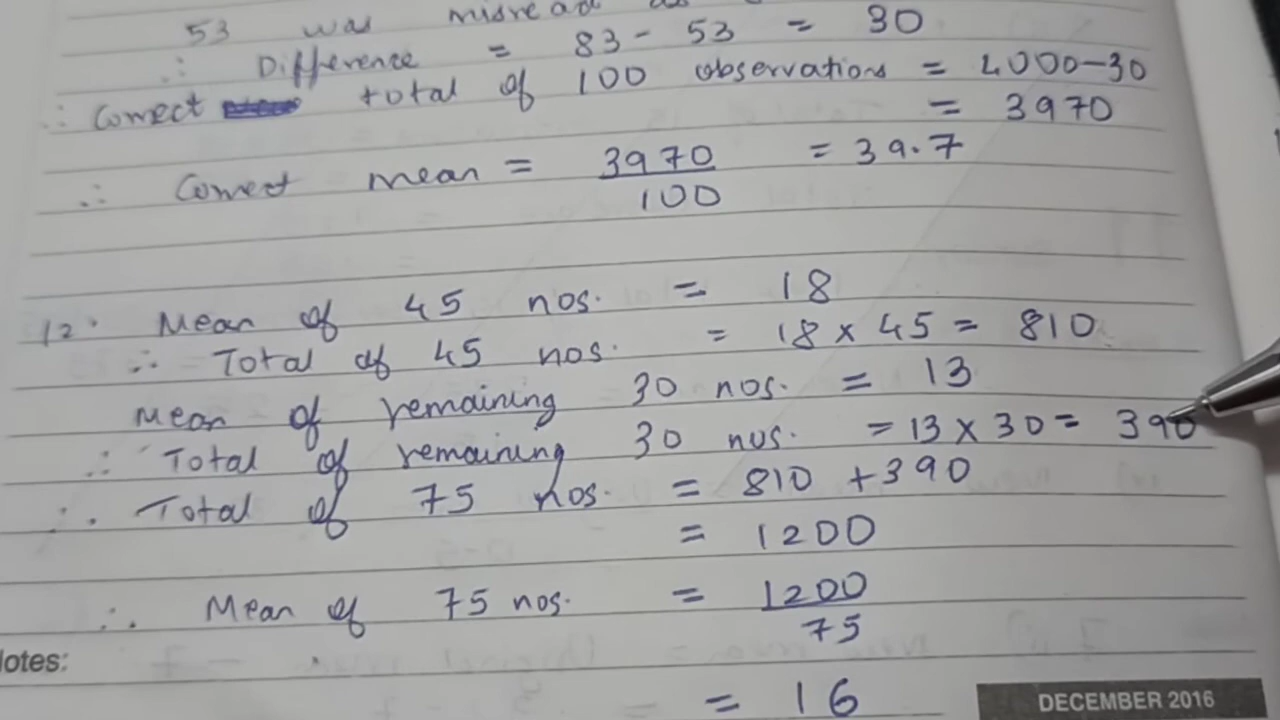 53 was misread as
∴ Difference = 83 - 53 = 30
∴ Correct total of 100 observations = 4000-30
= 3970
∴ Correct mean = 3970/100 = 39.7
12. Mean of 45 nos. = 18
∴ Total of 45 nos. = 18 x 45 = 810
Mean of remaining 30 nos. = 13
∴ Total of remaining 30 nos. = 13 x 30 = 390
∴ Total of 75 nos. = 810 + 390
= 1200
∴ Mean of 75 nos. = 1200/75
lotes:
= 16
DECEMBER 2016